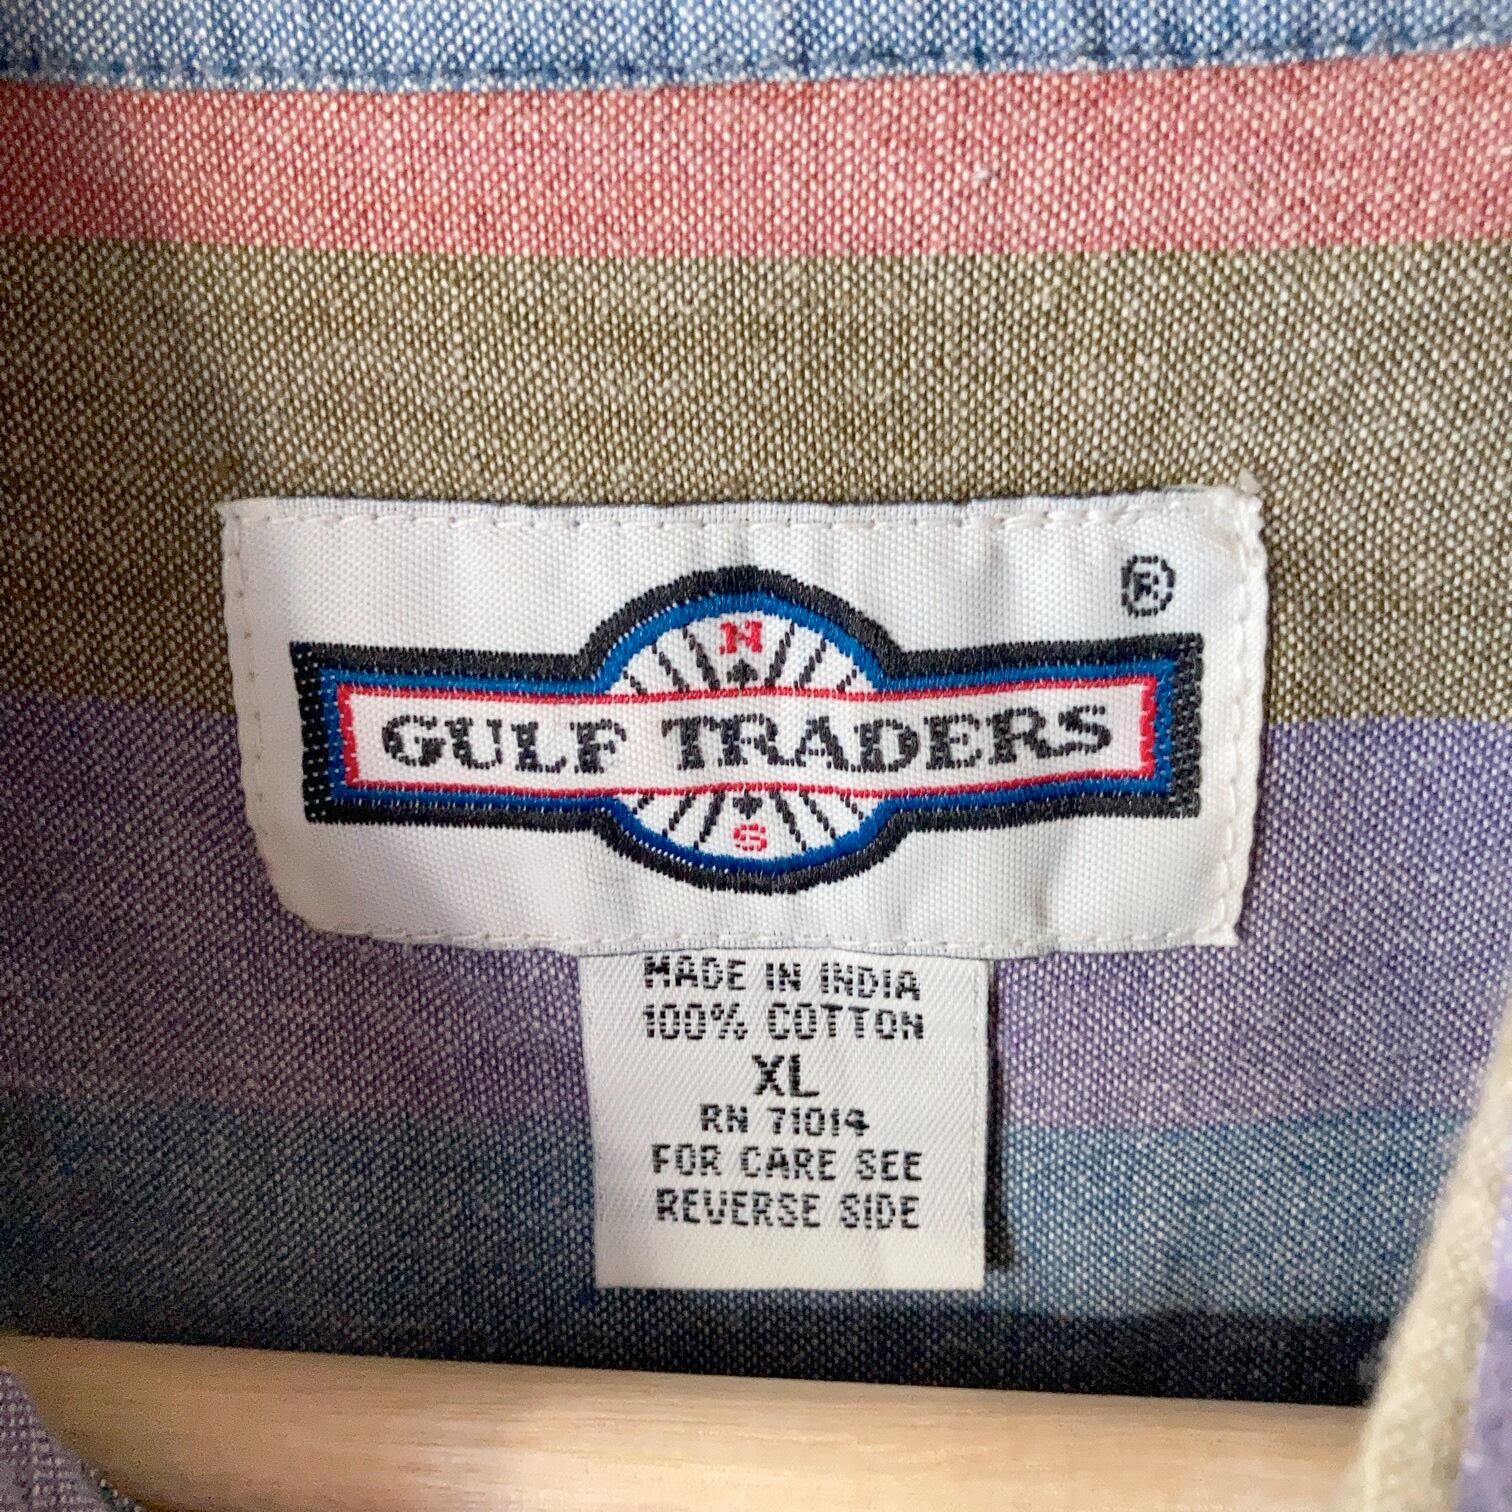 ®
N
GULF TRADERS
S
MADE IN INDIA
100% COTTON
XL
RN 71014
FOR CARE SEE
REVERSE SIDE